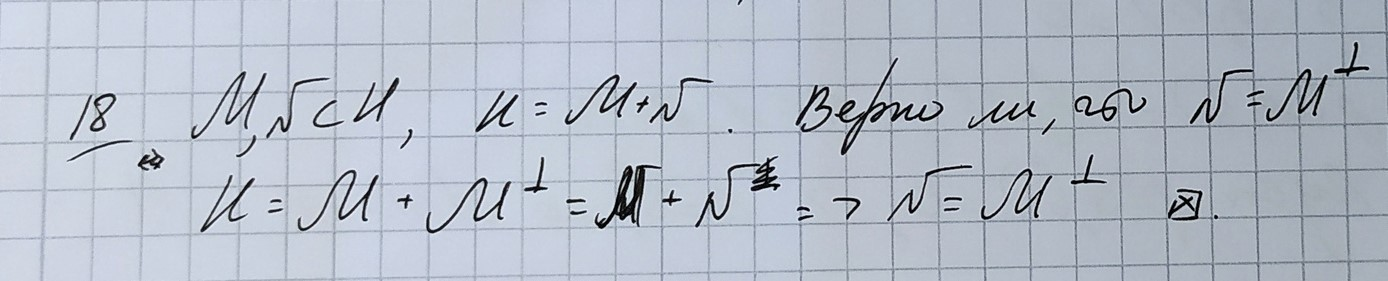 18 M, N ⊂ H, H = M + N. Верно ли, что N = M^⊥
H = M + M^⊥ = M + N => N = M^⊥ ☒.